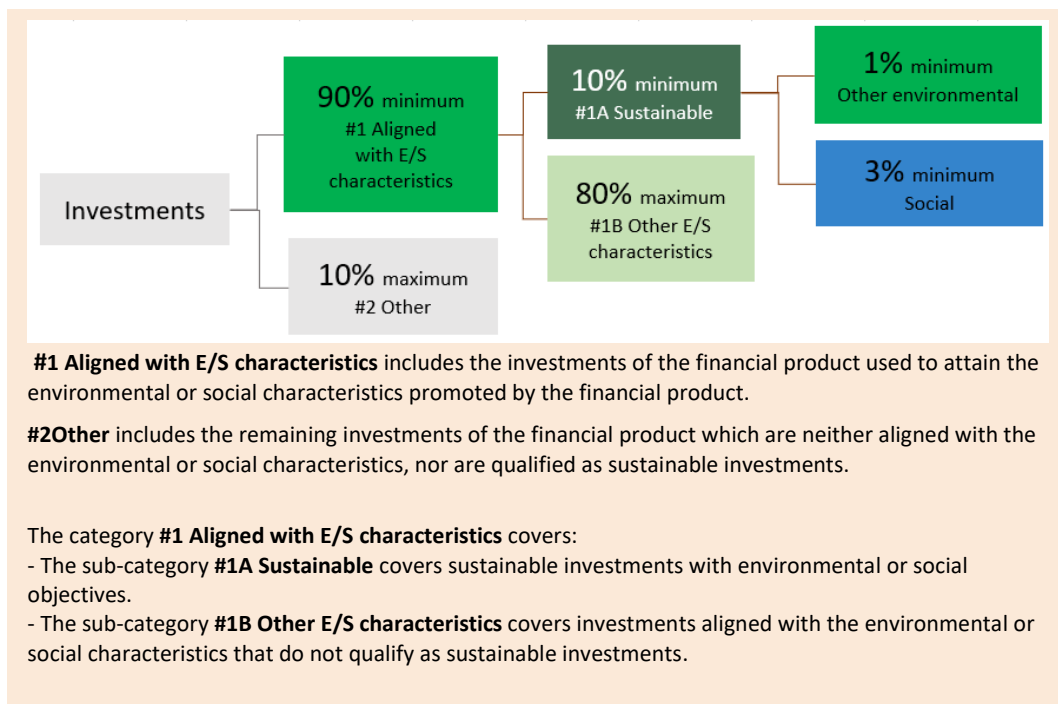 Investments
90% minimum
#1 Aligned
with E/S
characteristics
10% maximum
#2 Other
10% minimum
#1A Sustainable
80% maximum
#1B Other E/S
characteristics
1% minimum
Other environmental
3% minimum
Social
#1 Aligned with E/S characteristics includes the investments of the financial product used to attain the
environmental or social characteristics promoted by the financial product.
#2Other includes the remaining investments of the financial product which are neither aligned with the
environmental or social characteristics, nor are qualified as sustainable investments.
The category #1 Aligned with E/S characteristics covers:
- The sub-category #1A Sustainable covers sustainable investments with environmental or social
objectives.
- The sub-category #1B Other E/S characteristics covers investments aligned with the environmental or
social characteristics that do not qualify as sustainable investments.